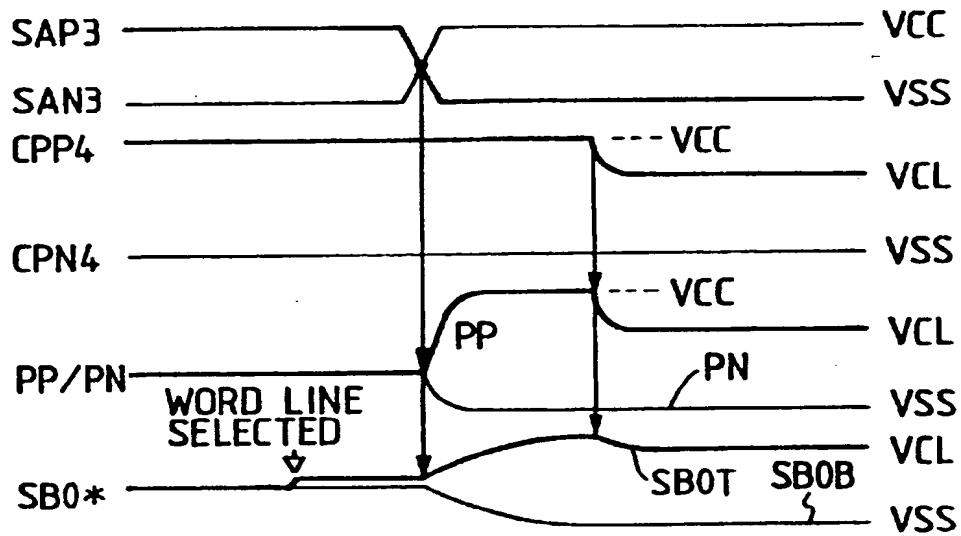 SAP3
VCC
SAN3
VSS
CPP4
--- VCC
VCL
CPN4
VSS
--- VCC
PP
VCL
PP/PN
PN
WORD LINE
SELECTED
VSS
VCL
SB0*
SB0T
SB0B
VSS